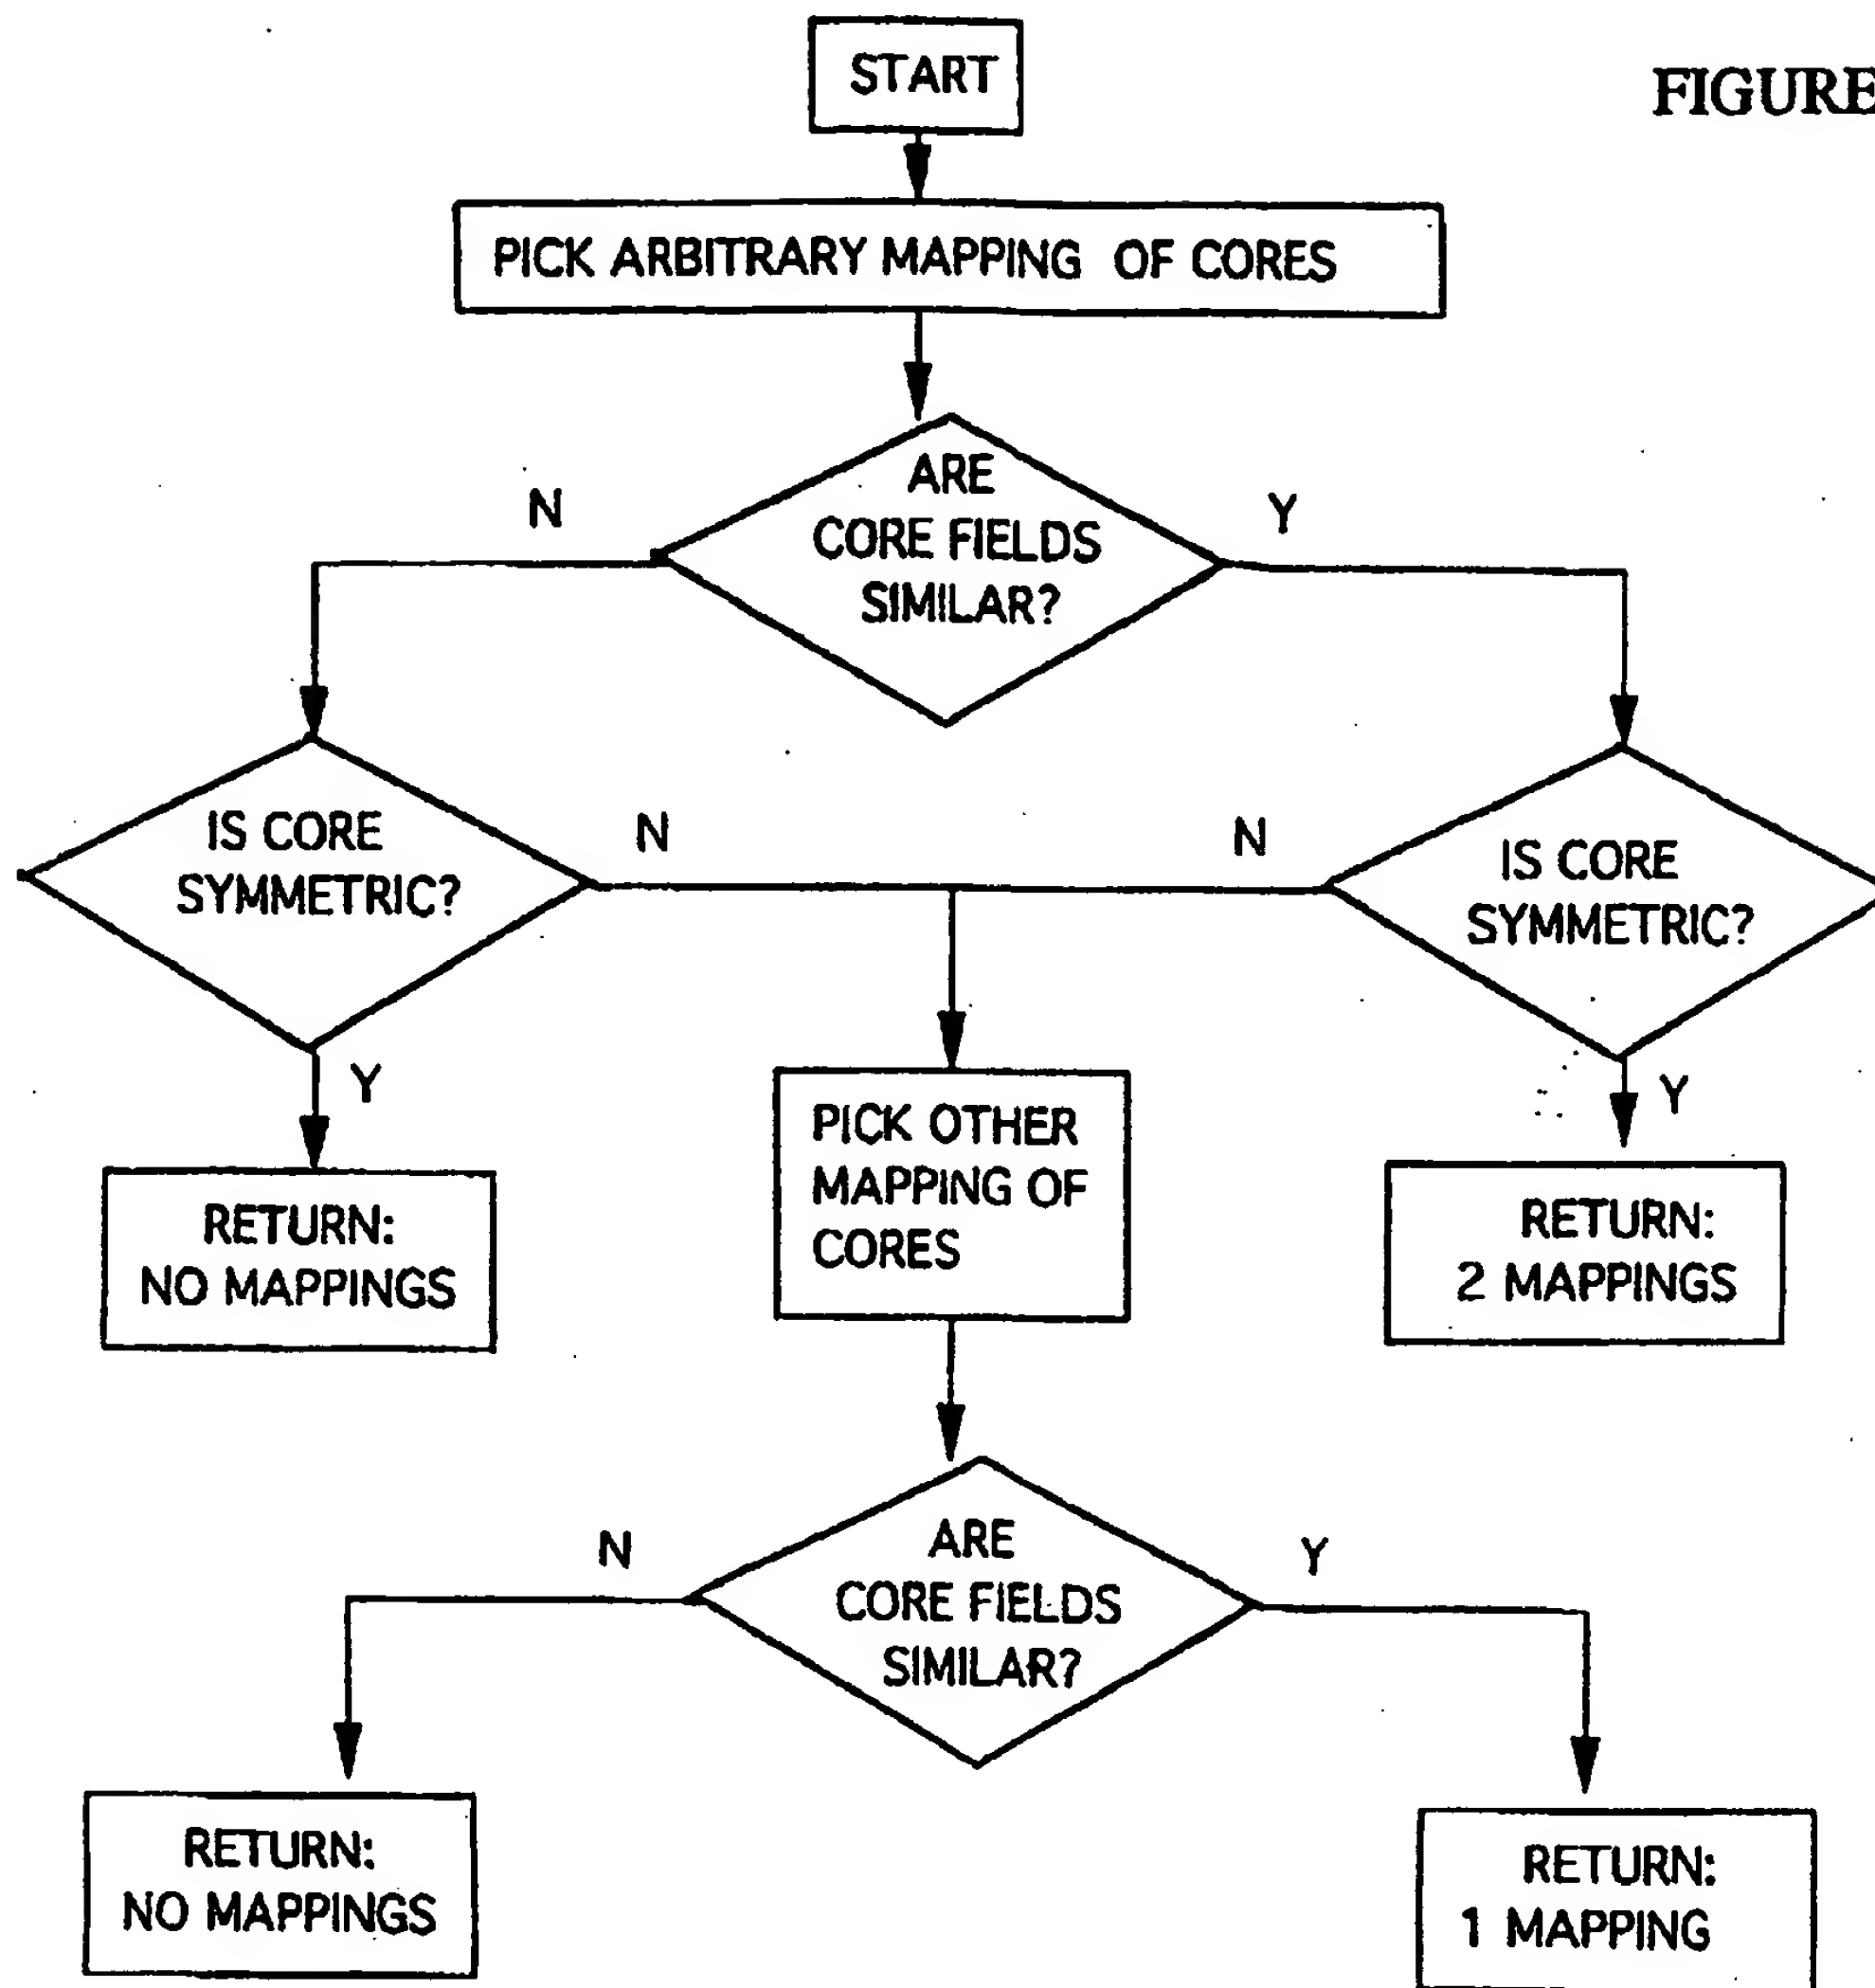 START
FIGURE
PICK ARBITRARY MAPPING OF CORES
ARE
CORE FIELDS
SIMILAR?
N
Y
IS CORE
SYMMETRIC?
N
N
IS CORE
SYMMETRIC?
Y
Y
RETURN:
NO MAPPINGS
PICK OTHER
MAPPING OF
CORES
RETURN:
2 MAPPINGS
ARE
CORE FIELDS
SIMILAR?
N
Y
RETURN:
NO MAPPINGS
RETURN:
1 MAPPING